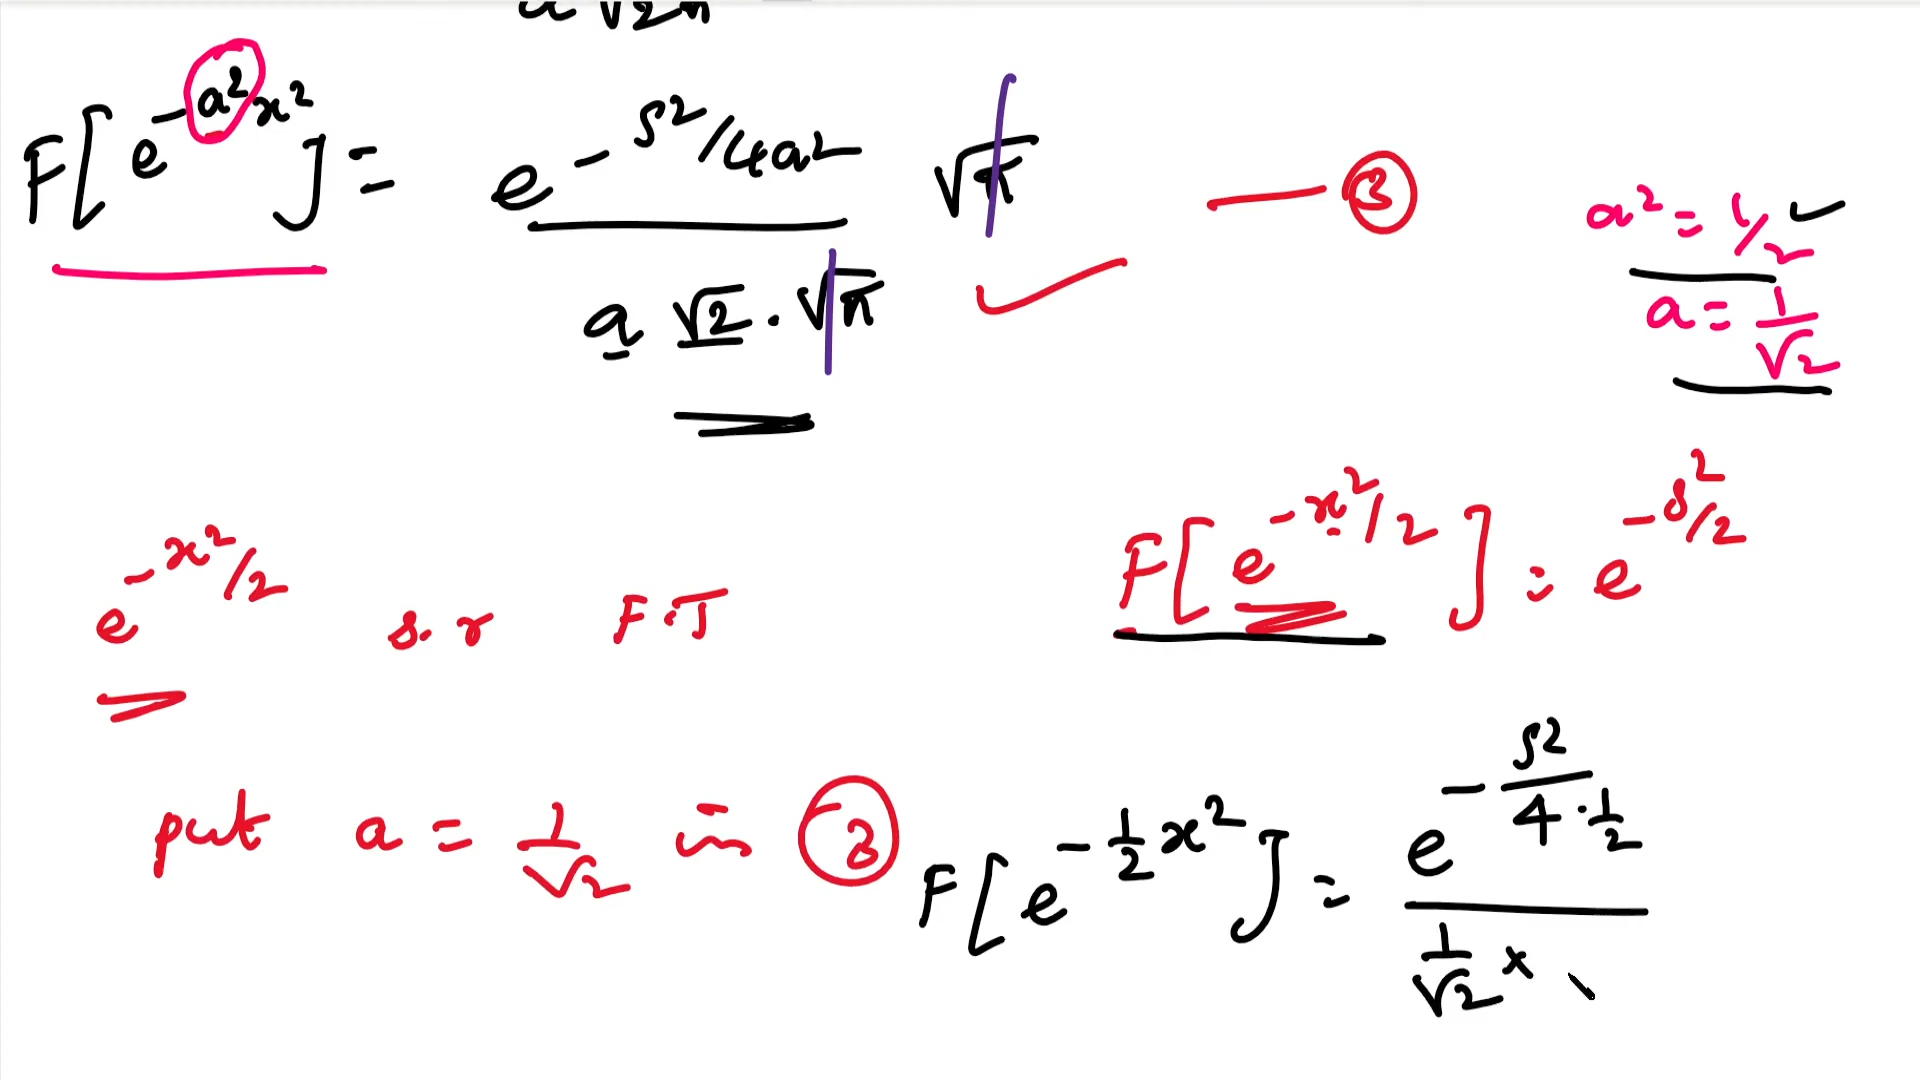 a √2π
F[e^{-a²x²}] = e^{-s²/4a²} / (a √2 . √π) √π — ③
a² = 1/2 ✓
a = 1/√2
e^{-x²/2} s.r F.T
F[e^{-x²/2}] = e^{-s²/2}
put a = 1/√2 in ③
F[e^{-1/2 x²}] = e^{-s²/(4·1/2)} / (1/√2 ×